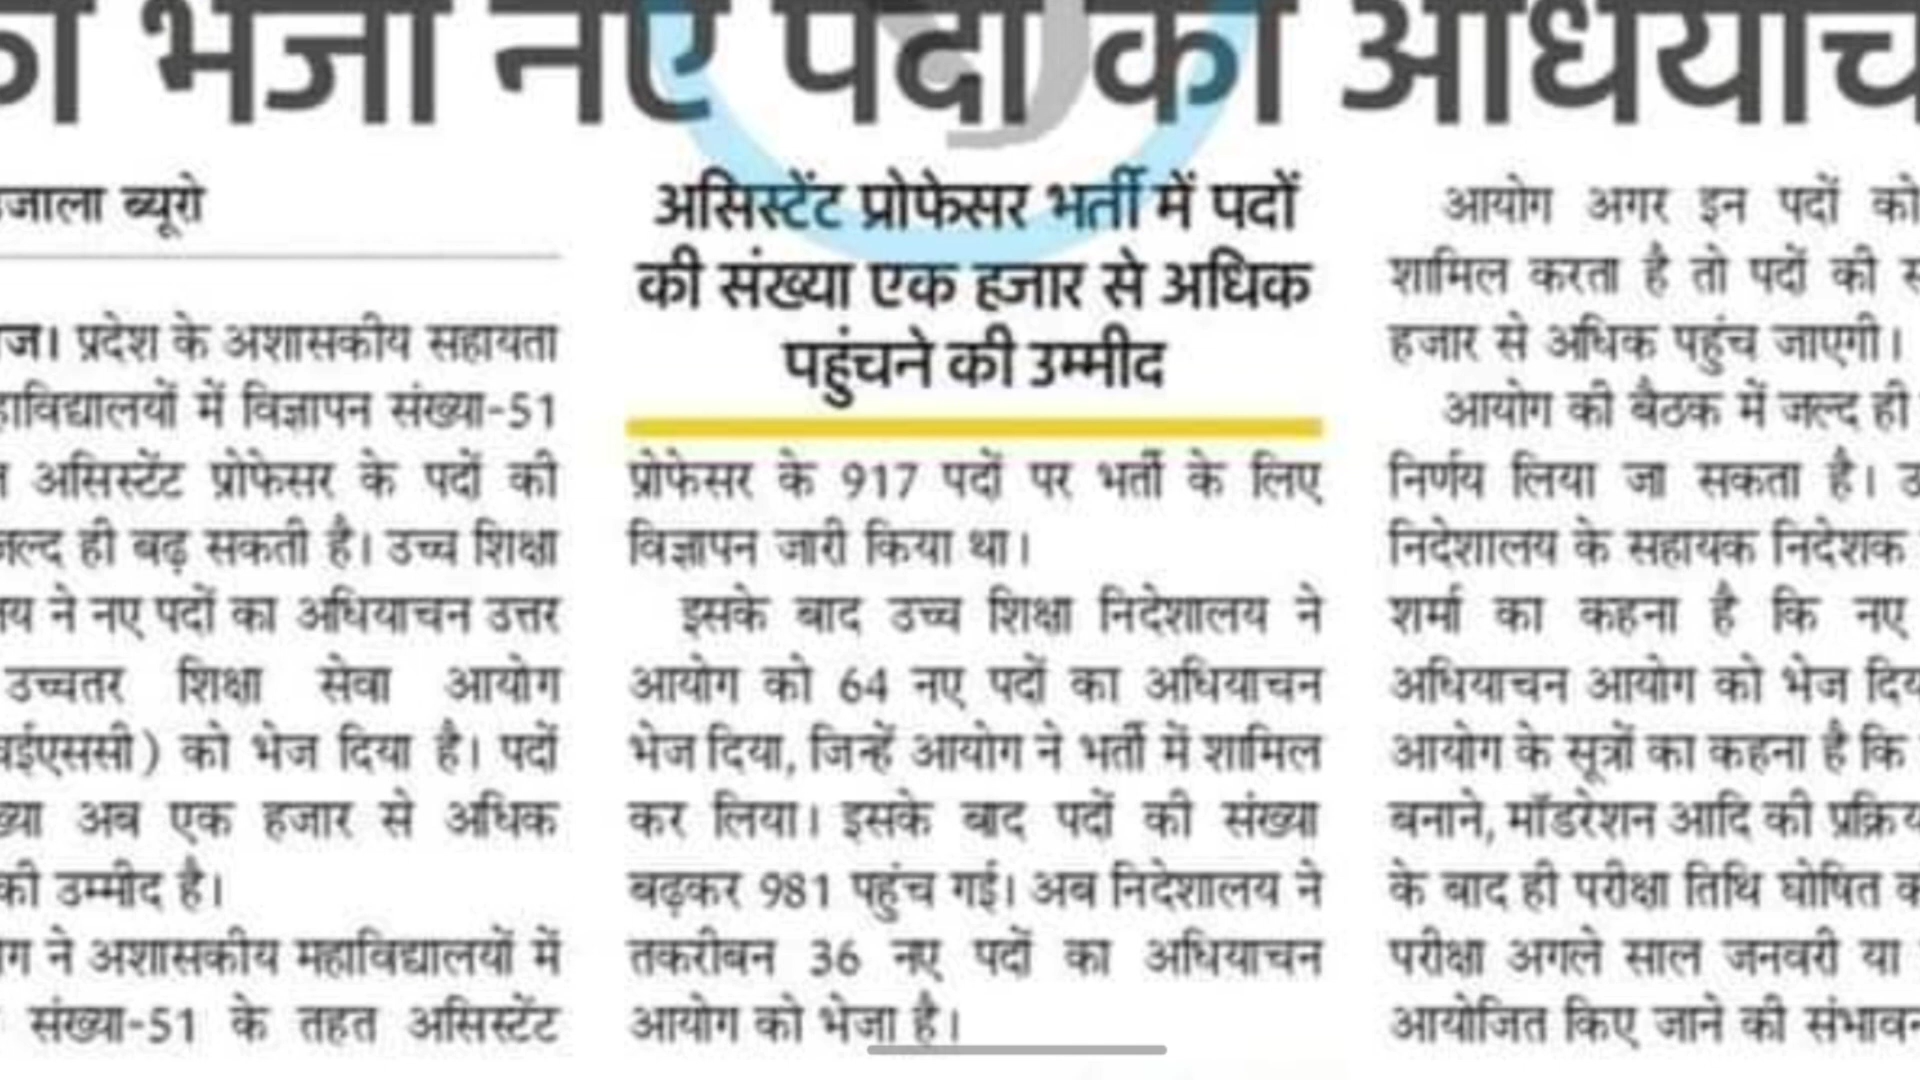 भेजा नए पदों का अधियाच
जाला ब्यूरो
ज। प्रदेश के अशासकीय सहायता
हाविद्यालयों में विज्ञापन संख्या-51
त असिस्टेंट प्रोफेसर के पदों की
जल्द ही बढ़ सकती है। उच्च शिक्षा
य ने नए पदों का अधियाचन उत्तर
उच्चतर शिक्षा सेवा आयोग
ईएससी) को भेज दिया है। पदों
ख्या अब एक हजार से अधिक
की उम्मीद है।
ग ने अशासकीय महाविद्यालयों में
संख्या-51 के तहत असिस्टेंट
असिस्टेंट प्रोफेसर भर्ती में पदों
की संख्या एक हजार से अधिक
पहुंचने की उम्मीद
प्रोफेसर के 917 पदों पर भर्ती के लिए
विज्ञापन जारी किया था।
इसके बाद उच्च शिक्षा निदेशालय ने
आयोग को 64 नए पदों का अधियाचन
भेज दिया, जिन्हें आयोग ने भर्ती में शामिल
कर लिया। इसके बाद पदों की संख्या
बढ़कर 981 पहुंच गई। अब निदेशालय ने
तकरीबन 36 नए पदों का अधियाचन
आयोग को भेजा है।
आयोग अगर इन पदों को
शामिल करता है तो पदों की स
हजार से अधिक पहुंच जाएगी।
आयोग की बैठक में जल्द ही
निर्णय लिया जा सकता है। उ
निदेशालय के सहायक निदेशक
शर्मा का कहना है कि नए
अधियाचन आयोग को भेज दिय
आयोग के सूत्रों का कहना है कि
बनाने, मॉडरेशन आदि की प्रक्रिय
के बाद ही परीक्षा तिथि घोषित क
परीक्षा अगले साल जनवरी या
आयोजित किए जाने की संभावन